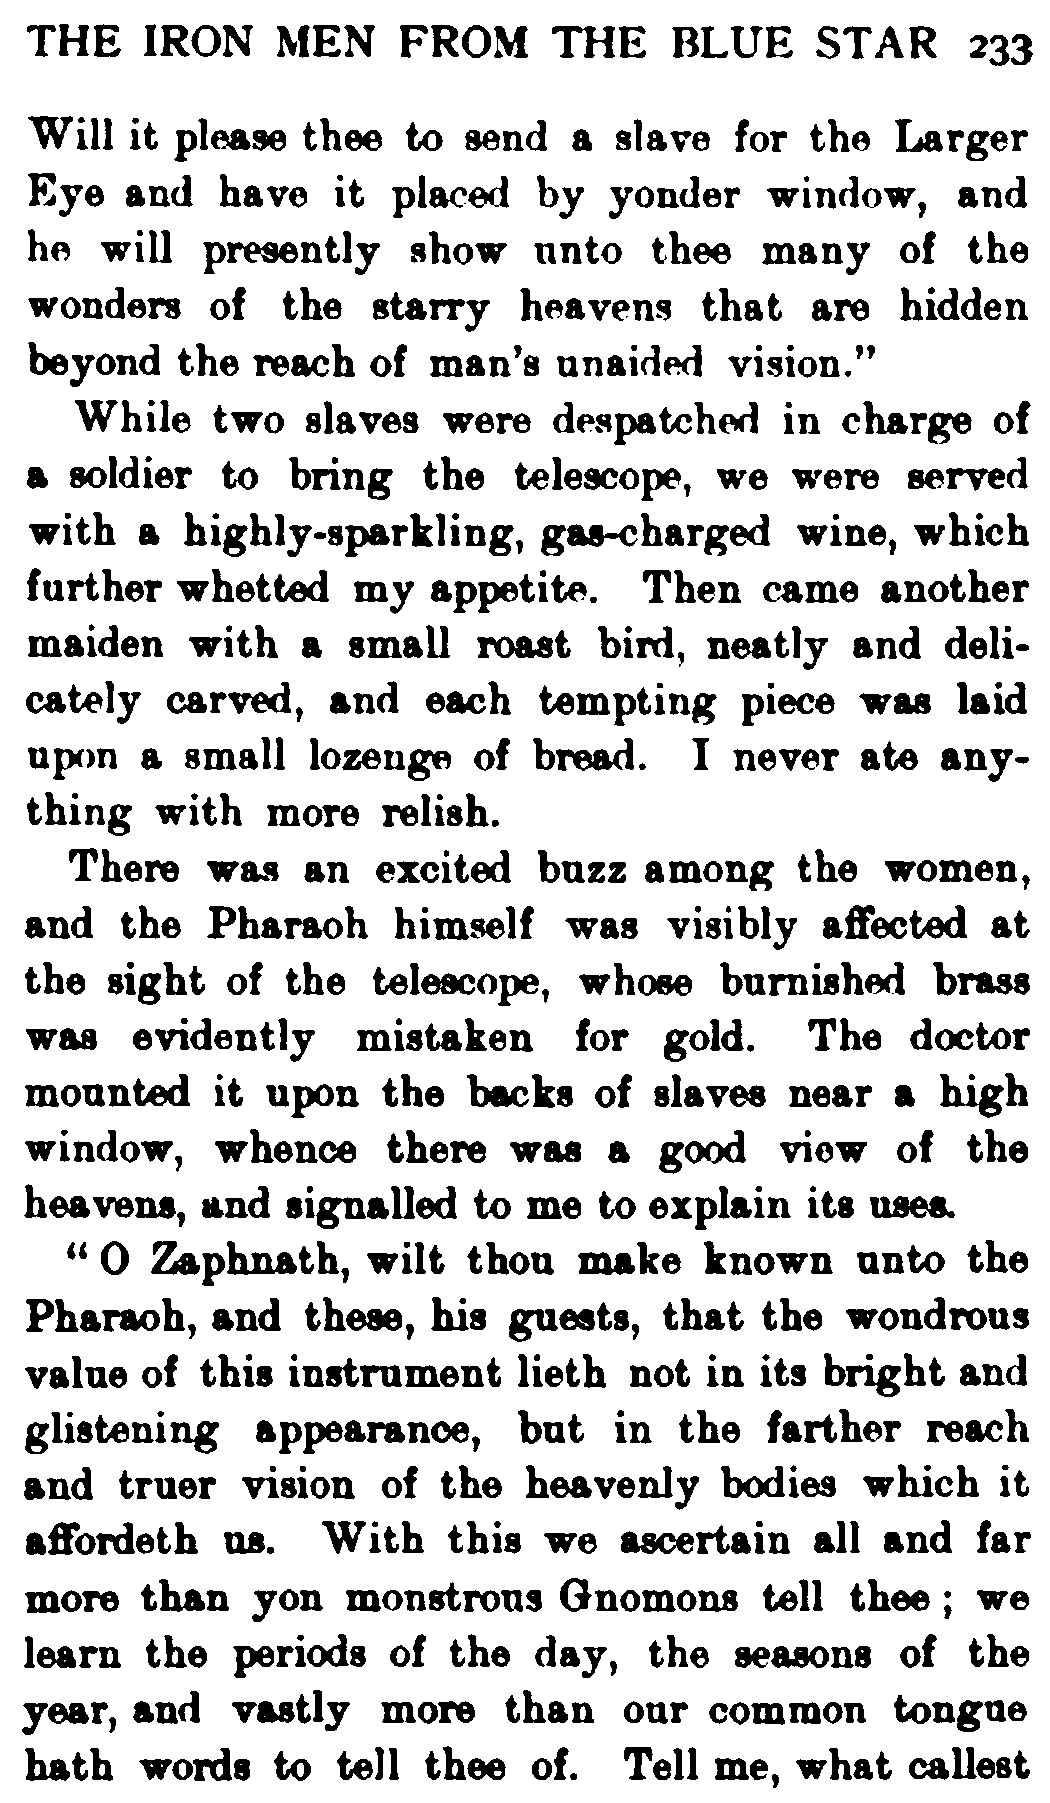 THE IRON MEN FROM THE BLUE STAR 233
Will it please thee to send a slave for the Larger
Eye and have it placed by yonder window, and
he will presently show unto thee many of the
wonders of the starry heavens that are hidden
beyond the reach of man's unaided vision."
While two slaves were despatched in charge of
a soldier to bring the telescope, we were served
with a highly-sparkling, gas-charged wine, which
further whetted my appetite. Then came another
maiden with a small roast bird, neatly and deli-
cately carved, and each tempting piece was laid
upon a small lozenge of bread. I never ate any-
thing with more relish.
There was an excited buzz among the women,
and the Pharaoh himself was visibly affected at
the sight of the telescope, whose burnished brass
was evidently mistaken for gold. The doctor
mounted it upon the backs of slaves near a high
window, whence there was a good view of the
heavens, and signalled to me to explain its uses.
"O Zaphnath, wilt thou make known unto the
Pharaoh, and these, his guests, that the wondrous
value of this instrument lieth not in its bright and
glistening appearance, but in the farther reach
and truer vision of the heavenly bodies which it
affordeth us. With this we ascertain all and far
more than yon monstrous Gnomons tell thee; we
learn the periods of the day, the seasons of the
year, and vastly more than our common tongue
hath words to tell thee of. Tell me, what callest